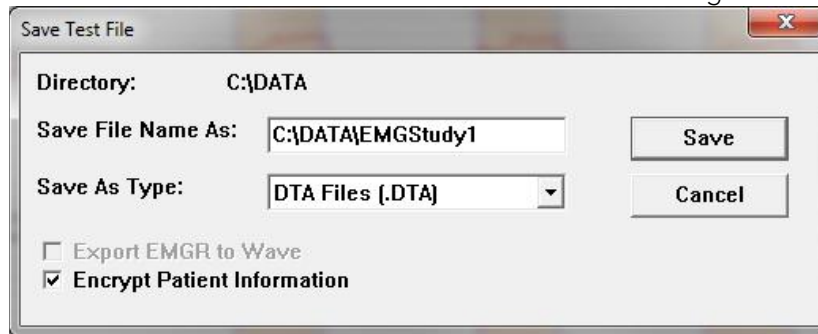 Save Test File
Directory: C:\DATA
Save File Name As: C:\DATA\EMGStudy1
Save
Save As Type: DTA Files (.DTA)
Cancel
Export EMGR to Wave
Encrypt Patient Information